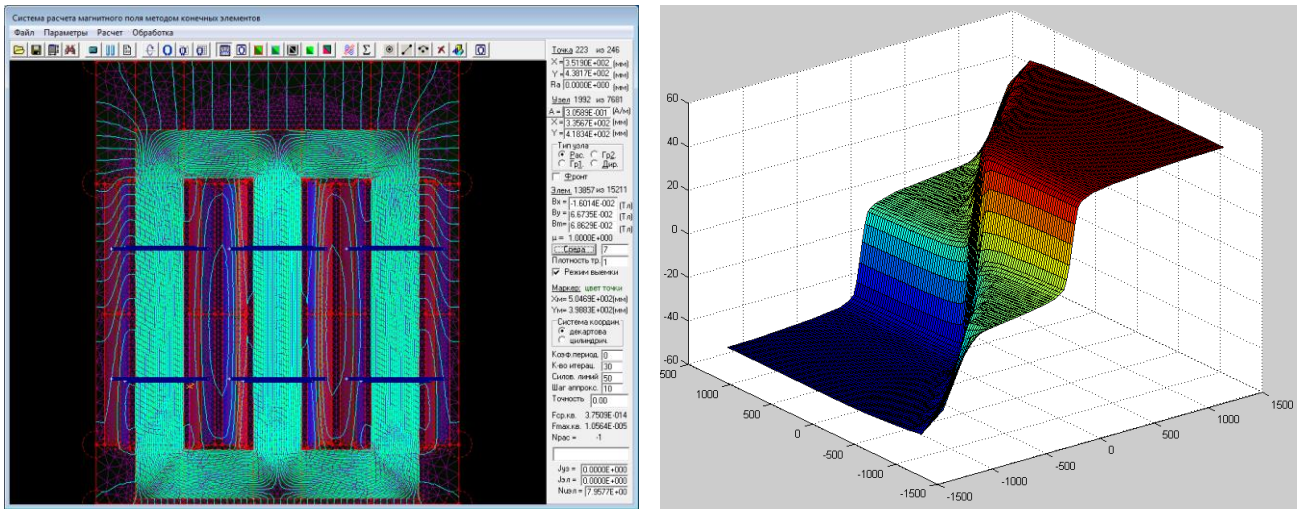 Система расчета магнитного поля методом конечных элементов
Файл Параметры Расчет Обработка
Точка 223 из 246
X = 3.5190E+002 (мм)
Y = 4.3817E+002 (мм)
Ra 0.0000E+000 (мм)
Узел 1992 из 7681
A = 3.0589E-001 (А/м)
X = 3.3567E+002 (мм)
Y = 4.1834E+002 (мм)
Тип узла
Рас. Гр2.
Гр1. Дир.
Фронт
Элем. 13857 из 15211
Bx = -1.6014E-002 (Тл)
By = 6.6735E-002 (Тл)
Bm= 6.8629E-002 (Тл)
μ = 1.0000E+000
Среда 7
Плотность тр. 1
Режим выемки
Маркер: цвет точки
Xм= 5.0469E+002(мм)
Yм= 3.9883E+002(мм)
Система координ.
декартова
цилиндрич.
Коэф.период. 0
К-во итерац. 30
Силов. линий 50
Шаг аппрокс. 10
Точность 0.00
Fср.кв. 3.7509E-014
Fmax.кв. 1.0564E-005
Nрас = -1
Jуз = 0.0000E+000
Jэл = 0.0000E+000
Nuэл = 7.9577E+00
60
40
20
0
-20
-40
-60
500
1000
500
0
-500
-1000
-1500
-1500
-1000
-500
0
500
1000
1500